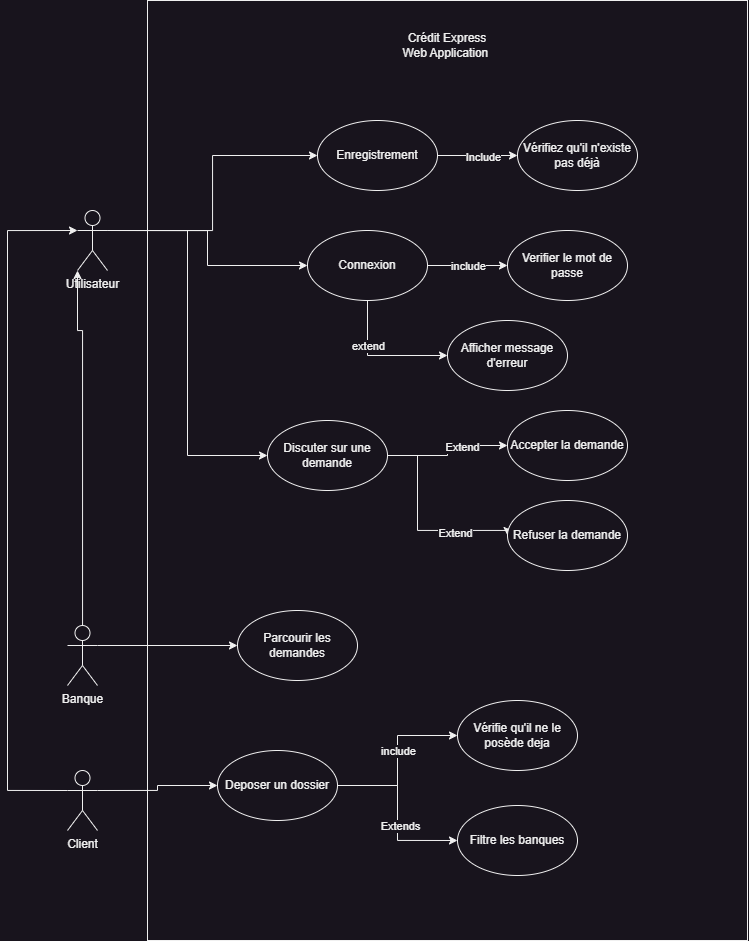 Crédit Express
Web Application
Enregistrement
Include
Vérifiez qu'il n'existe
pas déjà
Utilisateur
Connexion
include
Verifier le mot de
passe
extend
Afficher message
d'erreur
Discuter sur une
demande
Extend
Accepter la demande
Extend
Refuser la demande
Banque
Parcourir les
demandes
Client
Deposer un dossier
include
Vérifie qu'il ne le
posède deja
Extends
Filtre les banques